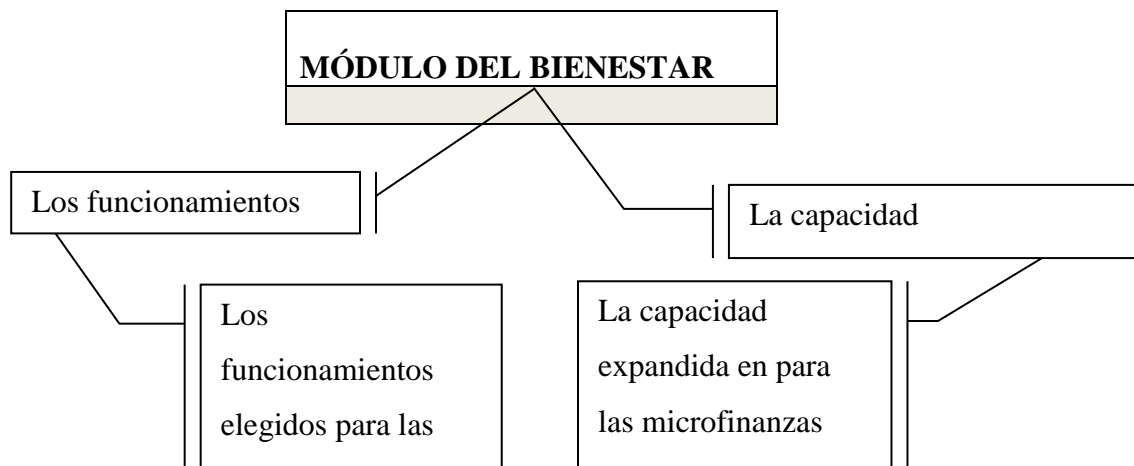 MÓDULO DEL BIENESTAR
Los funcionamientos
La capacidad
Los
funcionamientos
elegidos para las
La capacidad
expandida en para
las microfinanzas